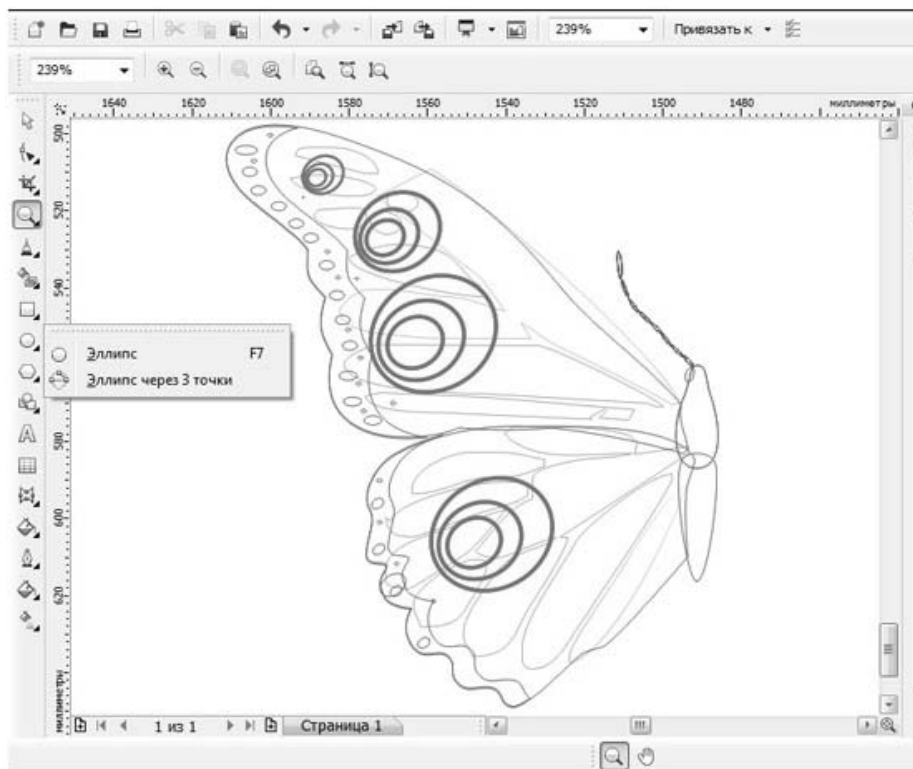 239% Привязать к
239%
1640 1620 1600 1580 1560 1540 1520 1500 1480 миллиметры
500
520
540
Эллипс F7
Эллипс через 3 точки
580
600
620
миллиметры
1 из 1 Страница 1